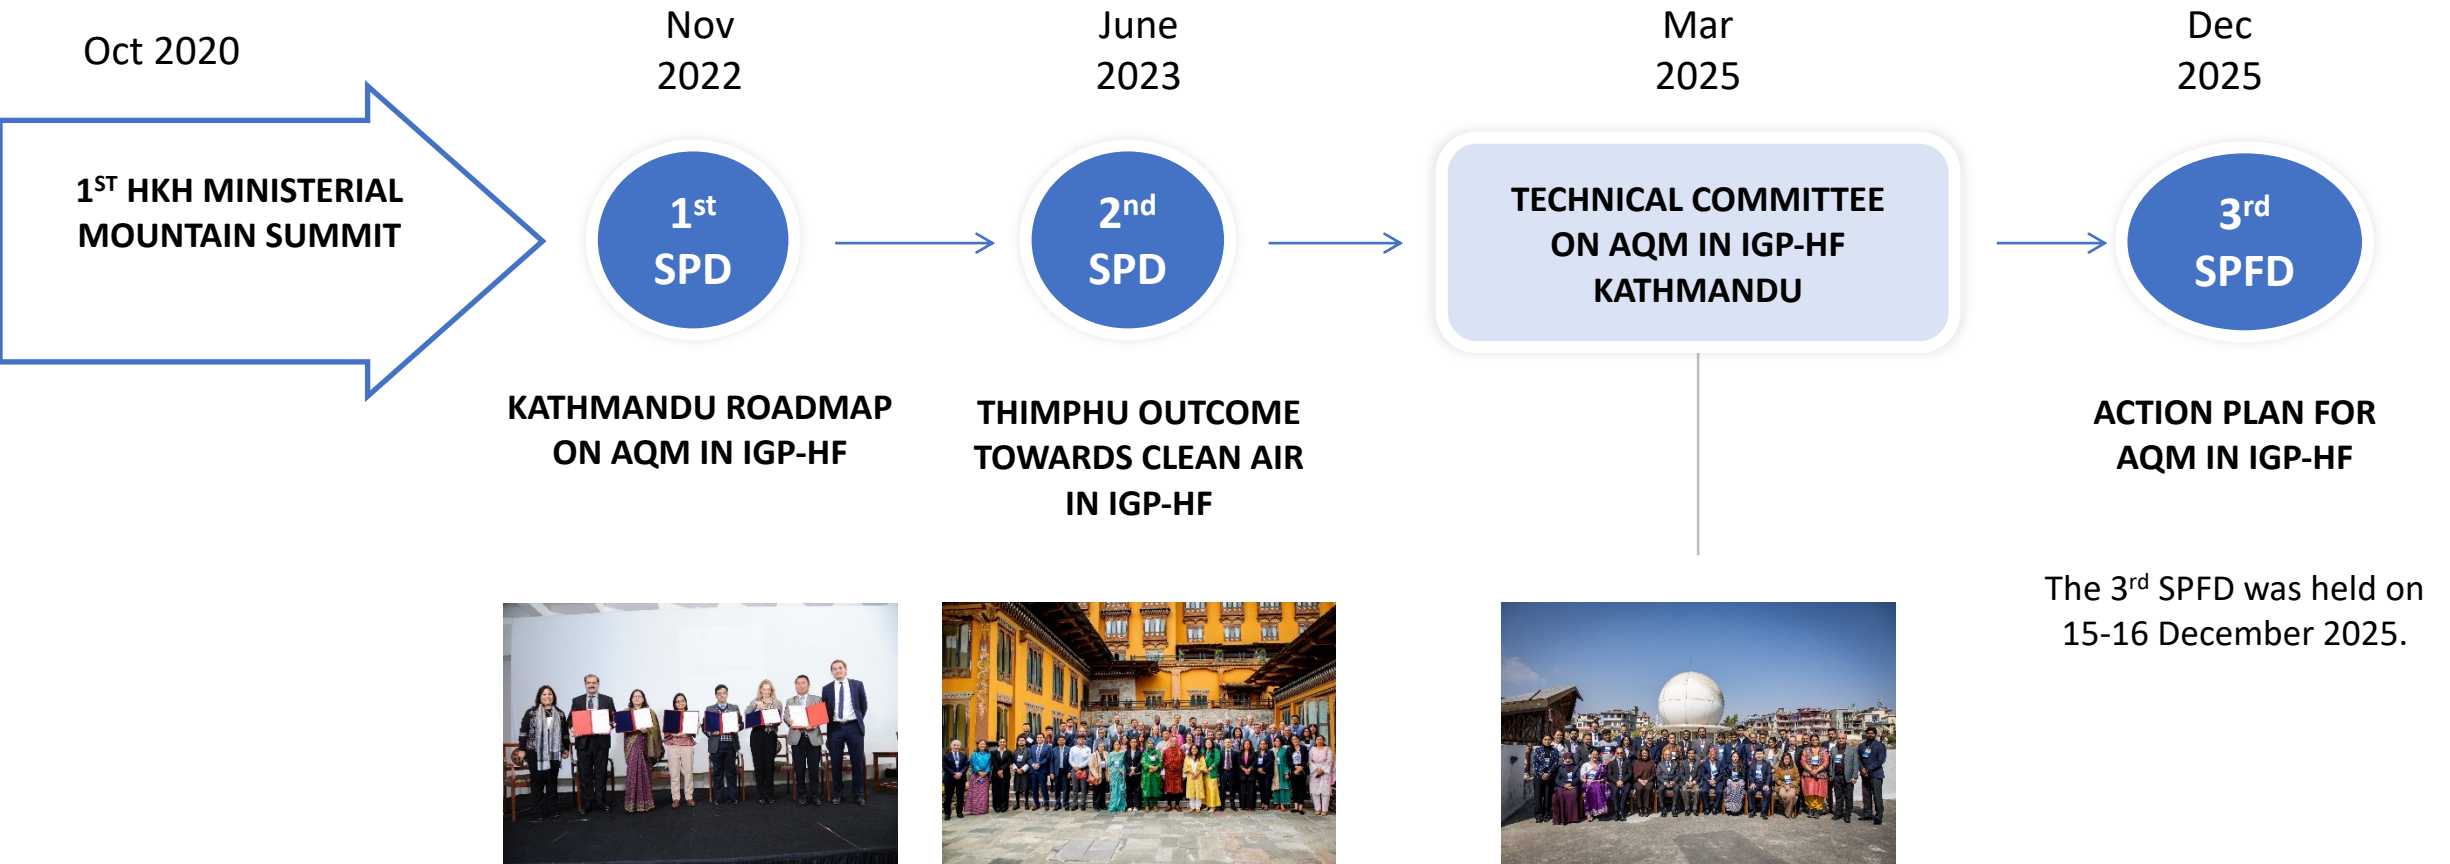 Oct 2020
1ST HKH MINISTERIAL
MOUNTAIN SUMMIT
Nov
2022
1st
SPD
KATHMANDU ROADMAP
ON AQM IN IGP-HF
June
2023
2nd
SPD
THIMPHU OUTCOME
TOWARDS CLEAN AIR
IN IGP-HF
Mar
2025
TECHNICAL COMMITTEE
ON AQM IN IGP-HF
KATHMANDU
Dec
2025
3rd
SPFD
ACTION PLAN FOR
AQM IN IGP-HF
The 3rd SPFD was held on
15-16 December 2025.